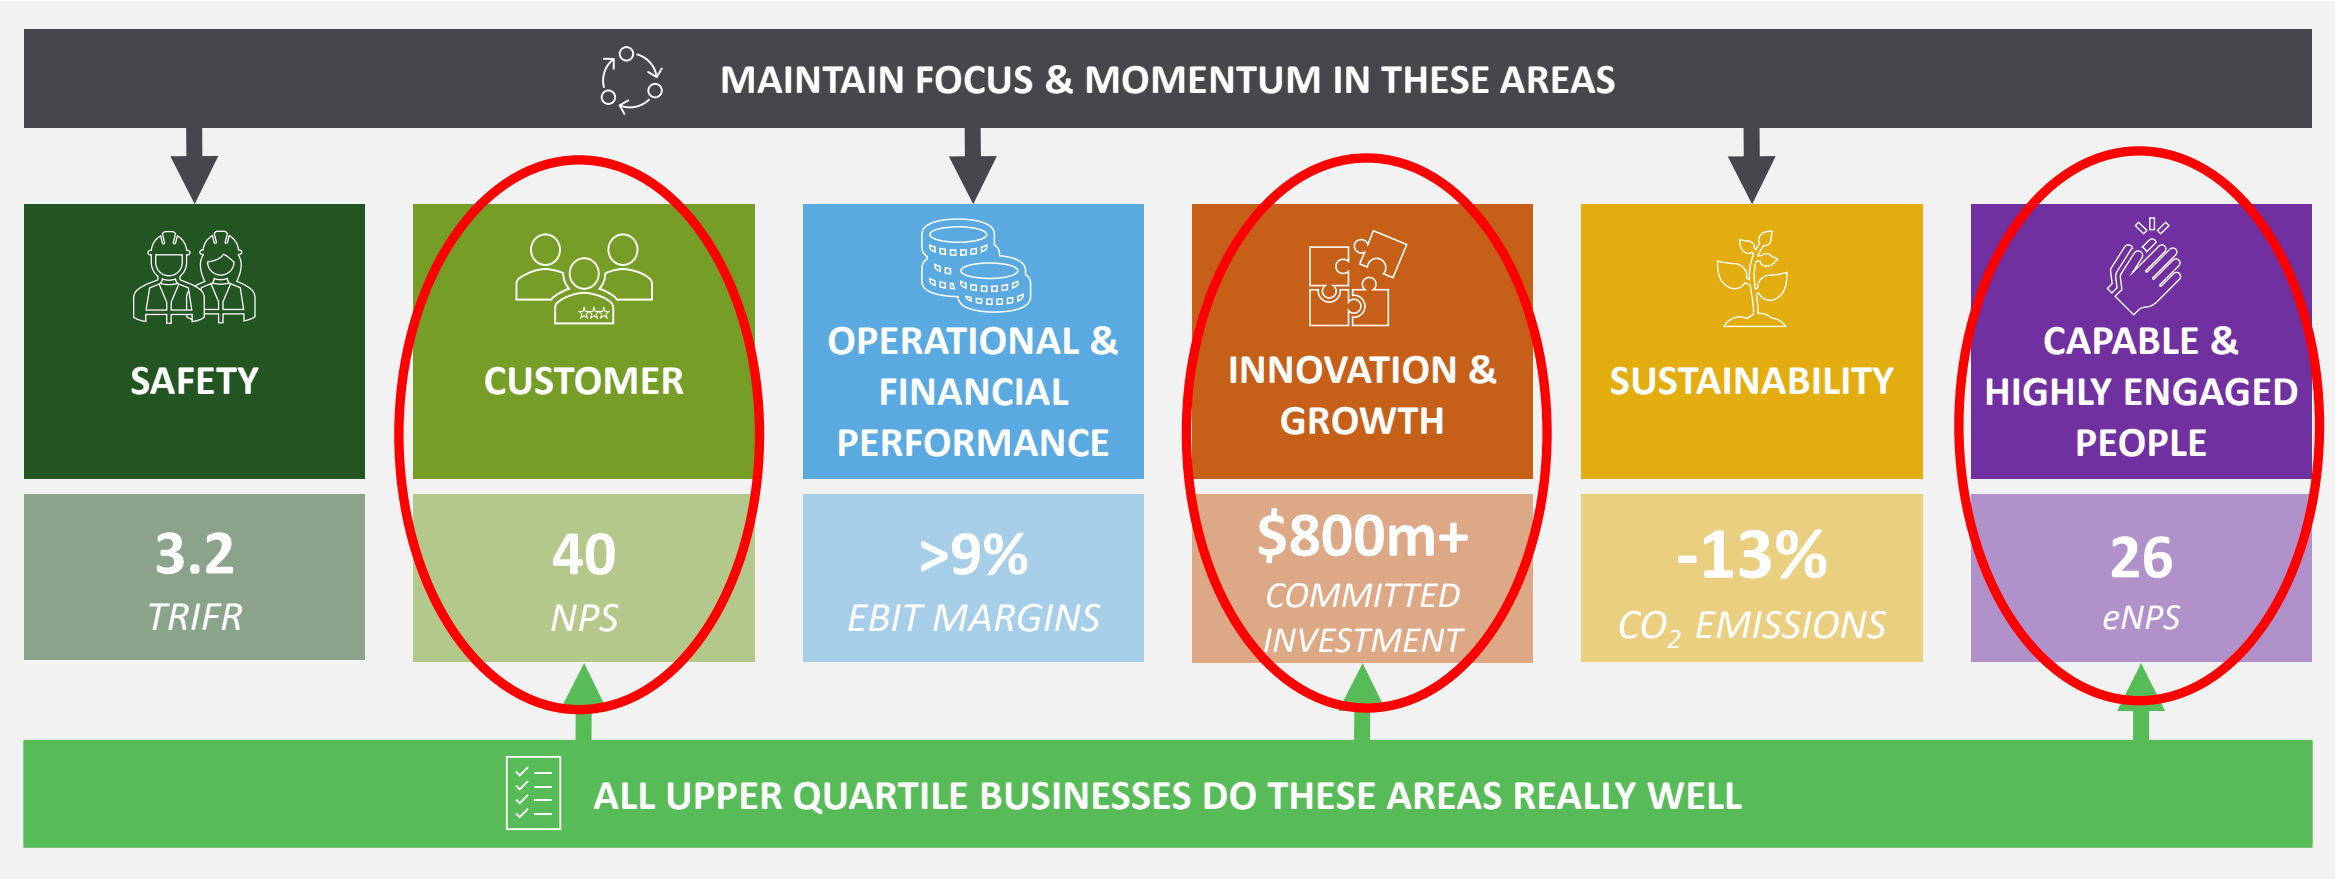 MAINTAIN FOCUS & MOMENTUM IN THESE AREAS
SAFETY
3.2
TRIFR
CUSTOMER
40
NPS
OPERATIONAL &
FINANCIAL
PERFORMANCE
>9%
EBIT MARGINS
INNOVATION &
GROWTH
$800m+
COMMITTED
INVESTMENT
SUSTAINABILITY
-13%
CO₂ EMISSIONS
CAPABLE &
HIGHLY ENGAGED
PEOPLE
26
eNPS
ALL UPPER QUARTILE BUSINESSES DO THESE AREAS REALLY WELL